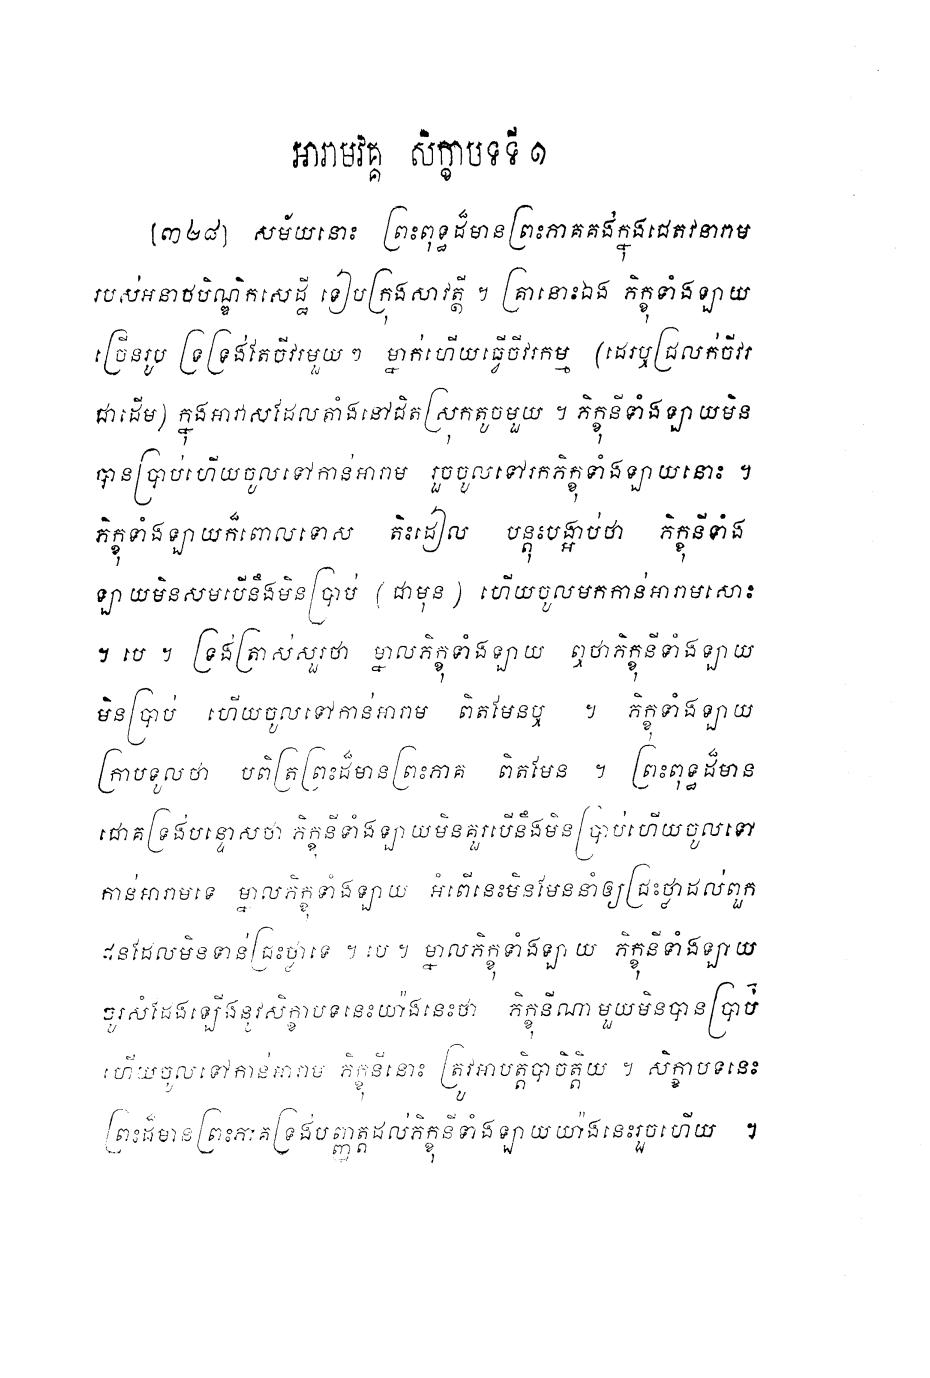 អារាមវគ្គ សិក្ខាបទទី ១
[៣២៨] សម័យនោះ ព្រះពុទ្ធដ៏មានព្រះភាគគង់ក្នុងជេតវនារាម
របស់អនាថបិណ្ឌិកសេដ្ឋី ទៀបក្រុងសាវត្ថី ។ គ្រានោះឯង ភិក្ខុទាំងឡាយ
ច្រើនរូប ទ្រទ្រង់តែចីវរមួយៗ ម្នាក់ហើយធ្វើចីវរកម្ម (ដេរឬជ្រលក់ចីវរ
ជាដើម) ក្នុងអាវាសដែលតាំងនៅជិតស្រុកតូចមួយ ។ ភិក្ខុនីទាំងឡាយមិន
បានប្រាប់ហើយចូលទៅកាន់អារាម រួចចូលទៅរកភិក្ខុទាំងឡាយនោះ ។
ភិក្ខុទាំងឡាយក៏ពោលទោស តិះដៀល បន្តុះបង្អាប់ថា ភិក្ខុនីទាំង
ឡាយមិនសមបើនឹងមិនប្រាប់ (ជាមុន) ហើយចូលមកកាន់អារាមសោះ
។ បេ ។ ទ្រង់ត្រាស់សួរថា ម្នាលភិក្ខុទាំងឡាយ ឮថាភិក្ខុនីទាំងឡាយ
មិនប្រាប់ ហើយចូលទៅកាន់អារាម ពិតមែនឬ ។ ភិក្ខុទាំងឡាយ
ក្រាបទូលថា បពិត្រព្រះដ៏មានព្រះភាគ ពិតមែន ។ ព្រះពុទ្ធដ៏មាន
ជោគទ្រង់បន្ទោសថា ភិក្ខុនីទាំងឡាយមិនគួរបើនឹងមិនប្រាប់ហើយចូលទៅ
កាន់អារាមទេ ម្នាលភិក្ខុទាំងឡាយ អំពើនេះមិនមែននាំឲ្យជ្រះថ្លាដល់ពួក
ជនដែលមិនទាន់ជ្រះថ្លាទេ ។ បេ ។ ម្នាលភិក្ខុទាំងឡាយ ភិក្ខុនីទាំងឡាយ
ចូរសំដែងឡើងនូវសិក្ខាបទនេះយ៉ាងនេះថា ភិក្ខុនីណាមួយមិនបានប្រាប់
ហើយចូលទៅកាន់អារាម ភិក្ខុនីនោះ ត្រូវអាបត្តិបាចិត្តិយ ។ សិក្ខាបទនេះ
ព្រះដ៏មានព្រះភាគទ្រង់បញ្ញត្តដល់ភិក្ខុនីទាំងឡាយយ៉ាងនេះរួចហើយ ។